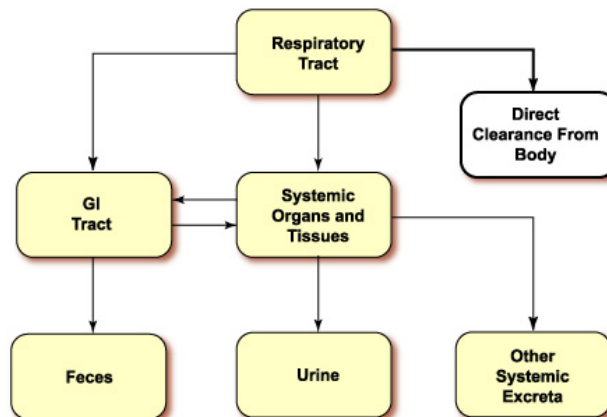 Respiratory
Tract
Direct
Clearance From
Body
GI
Tract
Systemic
Organs and
Tissues
Feces
Urine
Other
Systemic
Excreta